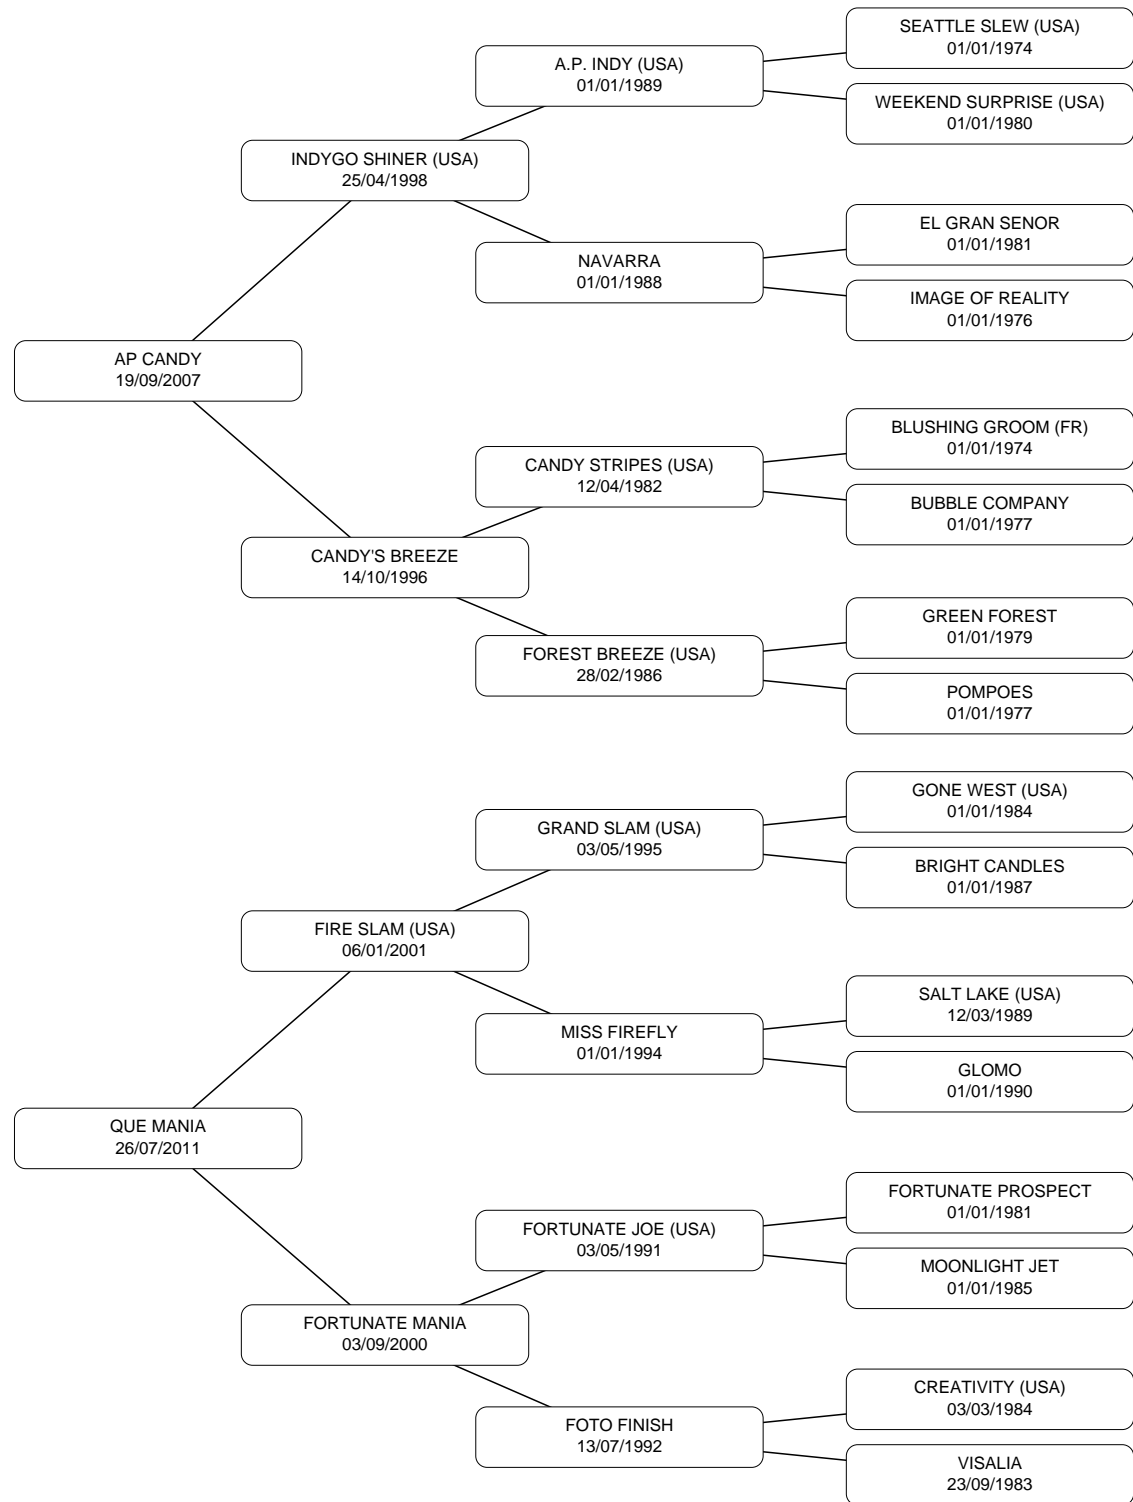 SEATTLE SLEW (USA)
01/01/1974
A.P. INDY (USA)
01/01/1989
WEEKEND SURPRISE (USA)
01/01/1980
INDYGO SHINER (USA)
25/04/1998
EL GRAN SENOR
01/01/1981
NAVARRA
01/01/1988
IMAGE OF REALITY
01/01/1976
AP CANDY
19/09/2007
BLUSHING GROOM (FR)
01/01/1974
CANDY STRIPES (USA)
12/04/1982
BUBBLE COMPANY
01/01/1977
CANDY'S BREEZE
14/10/1996
GREEN FOREST
01/01/1979
FOREST BREEZE (USA)
28/02/1986
POMPOES
01/01/1977
GONE WEST (USA)
01/01/1984
GRAND SLAM (USA)
03/05/1995
BRIGHT CANDLES
01/01/1987
FIRE SLAM (USA)
06/01/2001
SALT LAKE (USA)
12/03/1989
MISS FIREFLY
01/01/1994
GLOMO
01/01/1990
QUE MANIA
26/07/2011
FORTUNATE PROSPECT
01/01/1981
FORTUNATE JOE (USA)
03/05/1991
MOONLIGHT JET
01/01/1985
FORTUNATE MANIA
03/09/2000
CREATIVITY (USA)
03/03/1984
FOTO FINISH
13/07/1992
VISALIA
23/09/1983